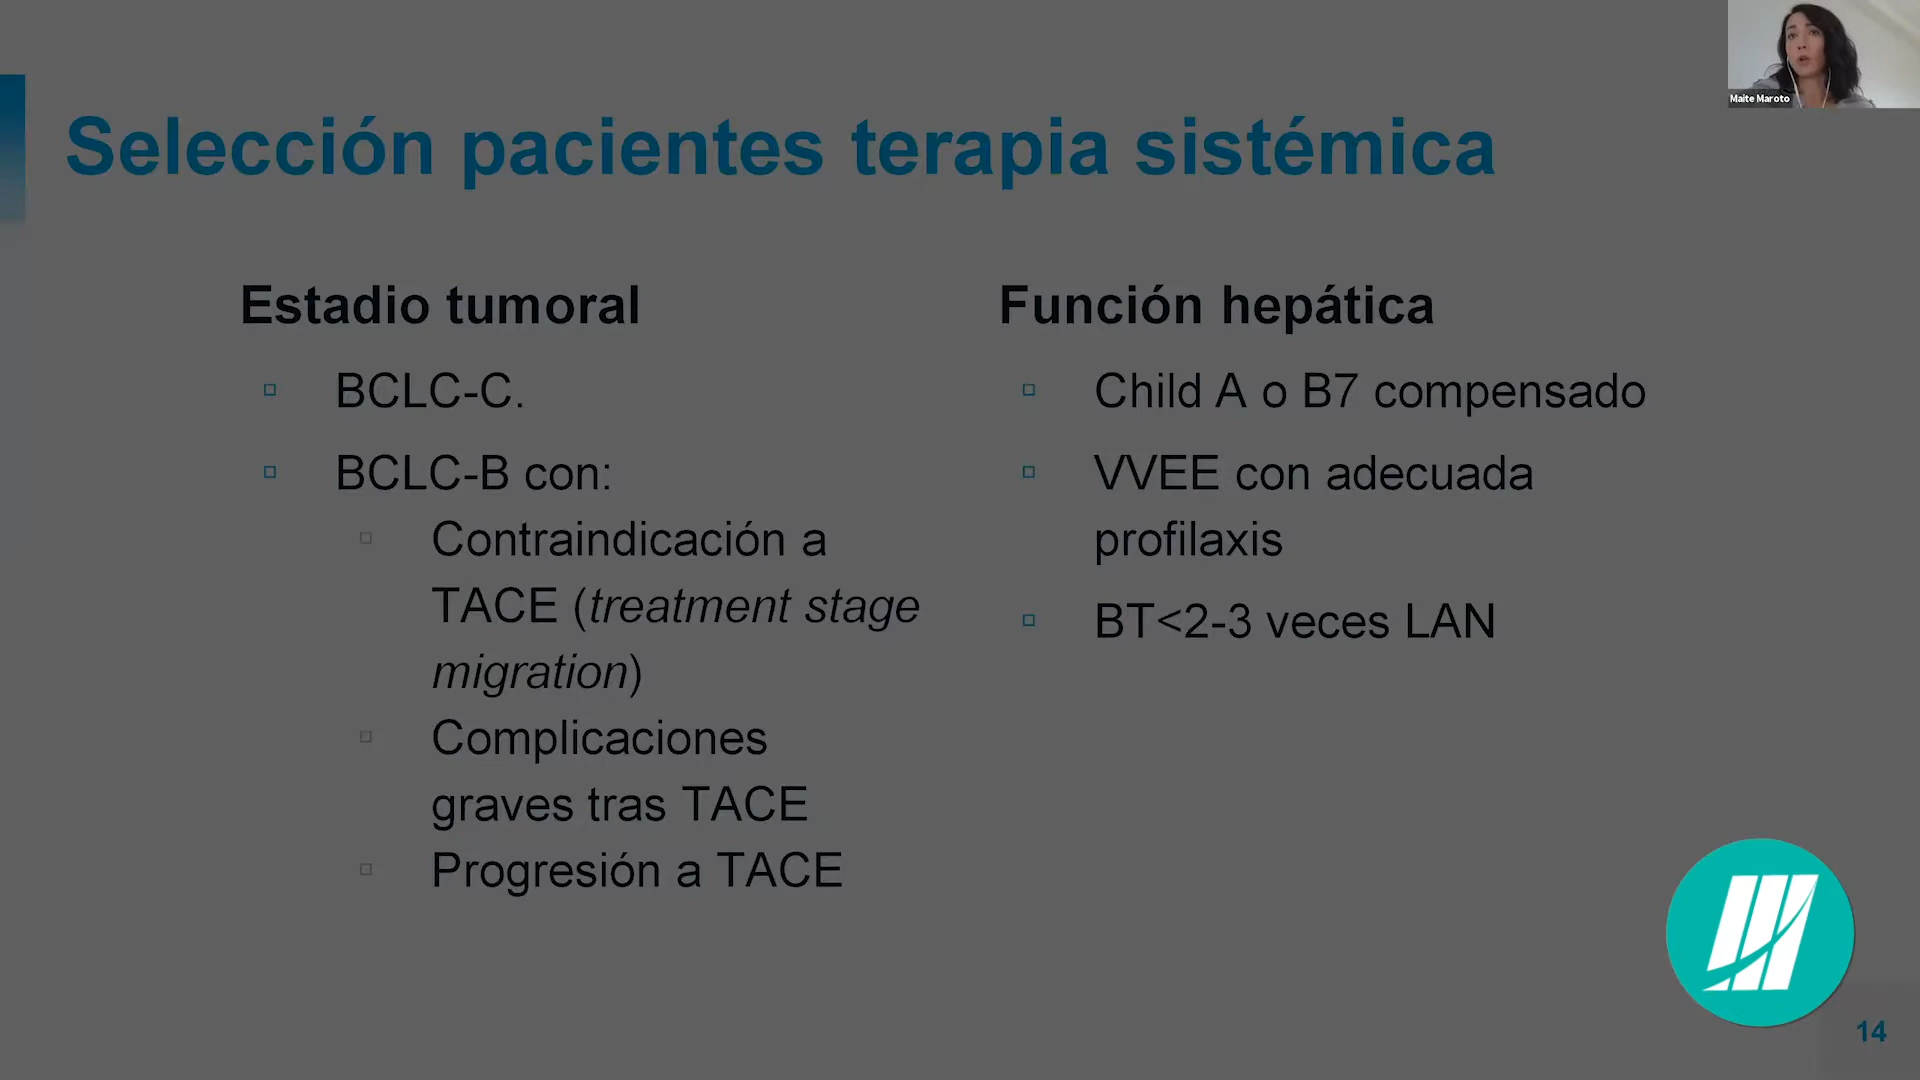 Maite Maroto
Selección pacientes terapia sistémica
Estadio tumoral
▫ BCLC-C.
▫ BCLC-B con:
▫ Contraindicación a
TACE (treatment stage
migration)
▫ Complicaciones
graves tras TACE
▫ Progresión a TACE
Función hepática
▫ Child A o B7 compensado
▫ VVEE con adecuada
profilaxis
▫ BT<2-3 veces LAN
14